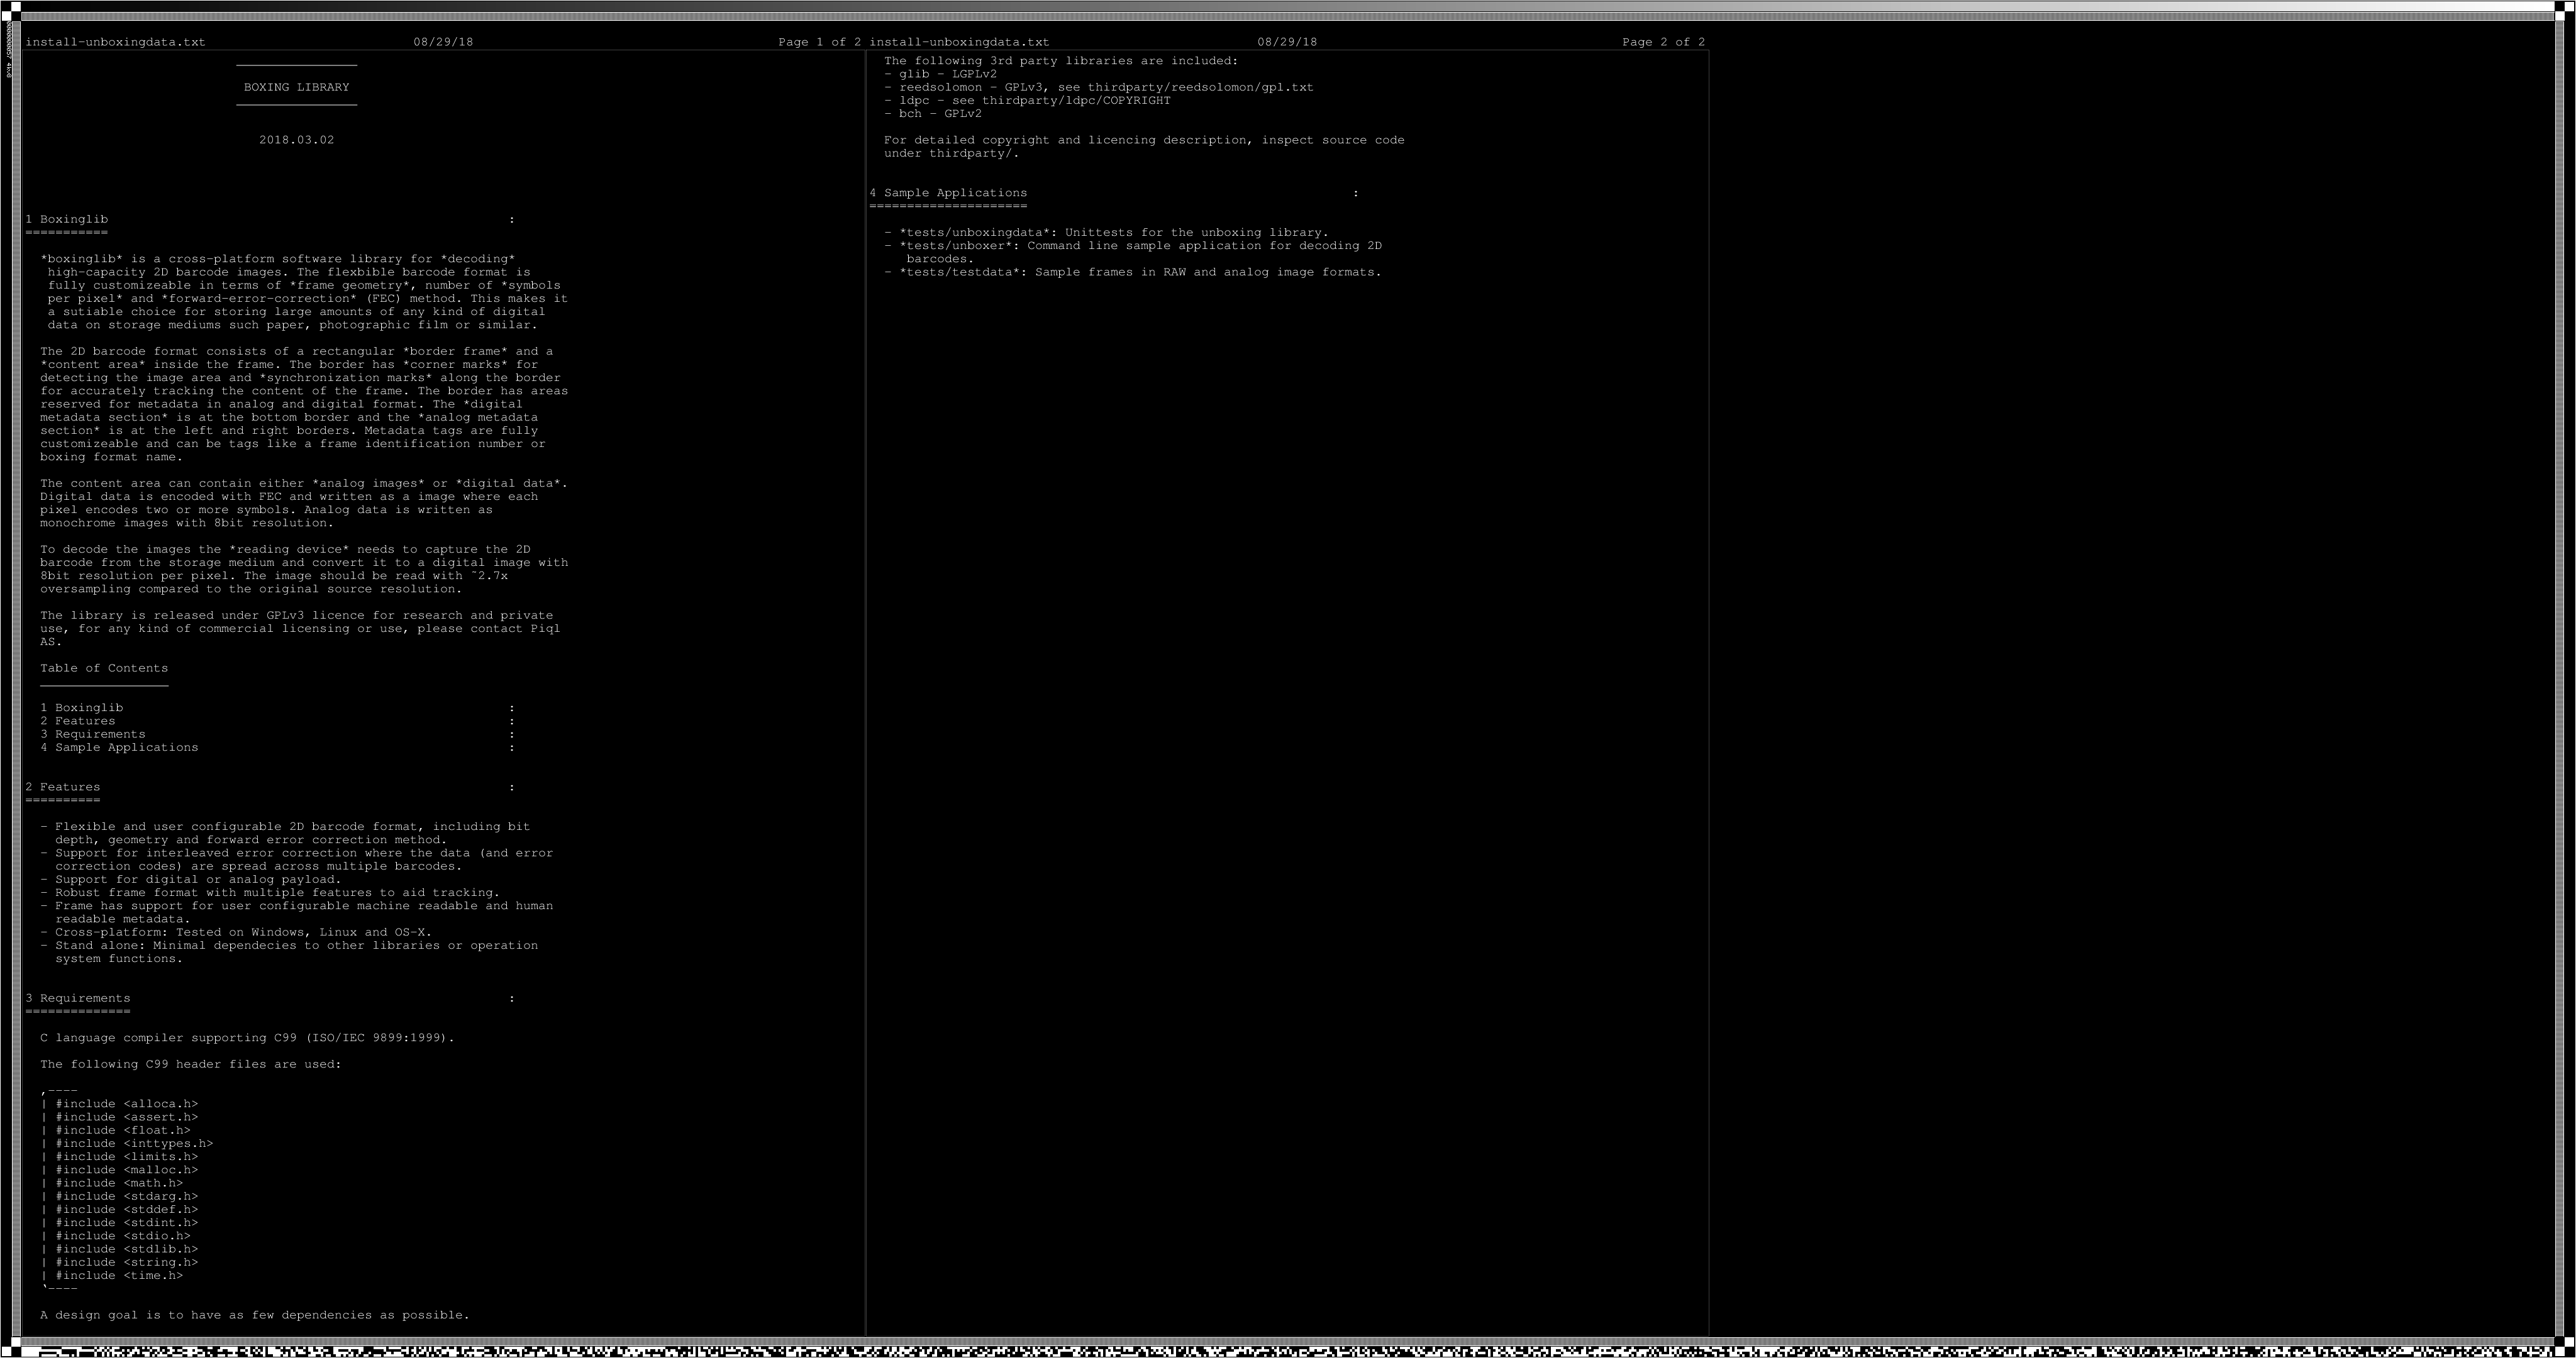 install-unboxingdata.txt 08/29/18 Page 1 of 2
BOXING LIBRARY
2018.03.02
1 Boxinglib :
===========
*boxinglib* is a cross-platform software library for *decoding*
high-capacity 2D barcode images. The flexbible barcode format is
fully customizeable in terms of *frame geometry*, number of *symbols
per pixel* and *forward-error-correction* (FEC) method. This makes it
a sutiable choice for storing large amounts of any kind of digital
data on storage mediums such paper, photographic film or similar.
The 2D barcode format consists of a rectangular *border frame* and a
*content area* inside the frame. The border has *corner marks* for
detecting the image area and *synchronization marks* along the border
for accurately tracking the content of the frame. The border has areas
reserved for metadata in analog and digital format. The *digital
metadata section* is at the bottom border and the *analog metadata
section* is at the left and right borders. Metadata tags are fully
customizeable and can be tags like a frame identification number or
boxing format name.
The content area can contain either *analog images* or *digital data*.
Digital data is encoded with FEC and written as a image where each
pixel encodes two or more symbols. Analog data is written as
monochrome images with 8bit resolution.
To decode the images the *reading device* needs to capture the 2D
barcode from the storage medium and convert it to a digital image with
8bit resolution per pixel. The image should be read with ~2.7x
oversampling compared to the original source resolution.
The library is released under GPLv3 licence for research and private
use, for any kind of commercial licensing or use, please contact Piql
AS.
Table of Contents
1 Boxinglib :
2 Features :
3 Requirements :
4 Sample Applications :
2 Features :
==========
- Flexible and user configurable 2D barcode format, including bit
depth, geometry and forward error correction method.
- Support for interleaved error correction where the data (and error
correction codes) are spread across multiple barcodes.
- Support for digital or analog payload.
- Robust frame format with multiple features to aid tracking.
- Frame has support for user configurable machine readable and human
readable metadata.
- Cross-platform: Tested on Windows, Linux and OS-X.
- Stand alone: Minimal dependecies to other libraries or operation
system functions.
3 Requirements :
==============
C language compiler supporting C99 (ISO/IEC 9899:1999).
The following C99 header files are used:
,----
| #include <alloca.h>
| #include <assert.h>
| #include <float.h>
| #include <inttypes.h>
| #include <limits.h>
| #include <malloc.h>
| #include <math.h>
| #include <stdarg.h>
| #include <stddef.h>
| #include <stdint.h>
| #include <stdio.h>
| #include <stdlib.h>
| #include <string.h>
| #include <time.h>
`----
A design goal is to have as few dependencies as possible.
install-unboxingdata.txt 08/29/18 Page 2 of 2
The following 3rd party libraries are included:
- glib - LGPLv2
- reedsolomon - GPLv3, see thirdparty/reedsolomon/gpl.txt
- ldpc - see thirdparty/ldpc/COPYRIGHT
- bch - GPLv2
For detailed copyright and licencing description, inspect source code
under thirdparty/.
4 Sample Applications :
=====================
- *tests/unboxingdata*: Unittests for the unboxing library.
- *tests/unboxer*: Command line sample application for decoding 2D
barcodes.
- *tests/testdata*: Sample frames in RAW and analog image formats.